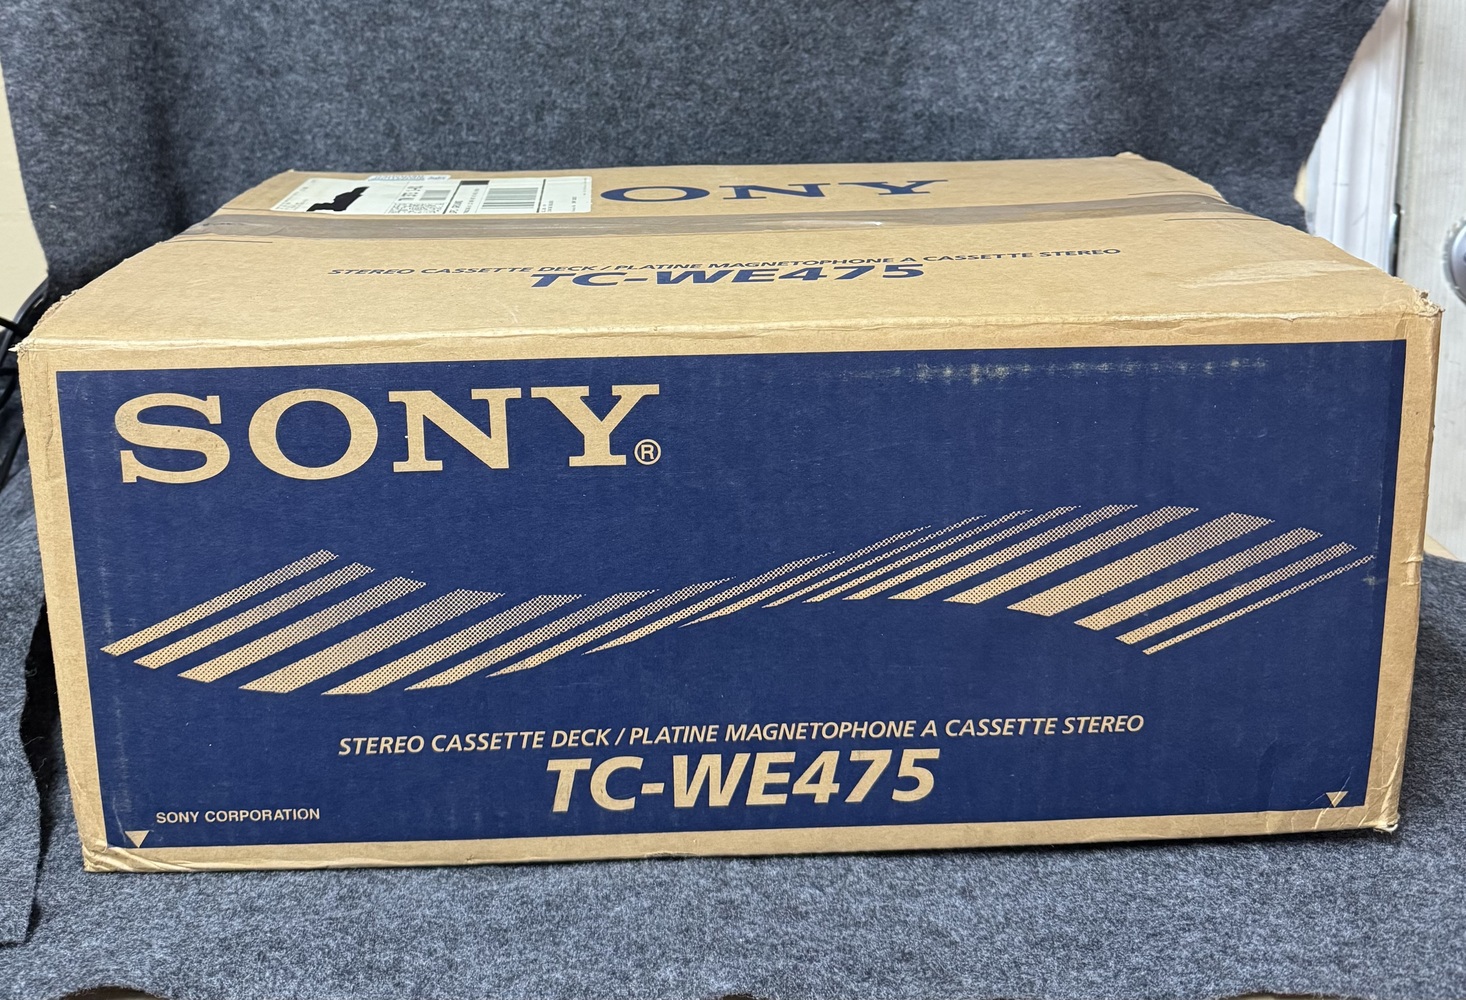 ONY
STEREO CASSETTE DECK / PLATINE MAGNETOPHONE A CASSETTE STEREO
TC-WE475
SONY®
STEREO CASSETTE DECK / PLATINE MAGNETOPHONE A CASSETTE STEREO
TC-WE475
SONY CORPORATION